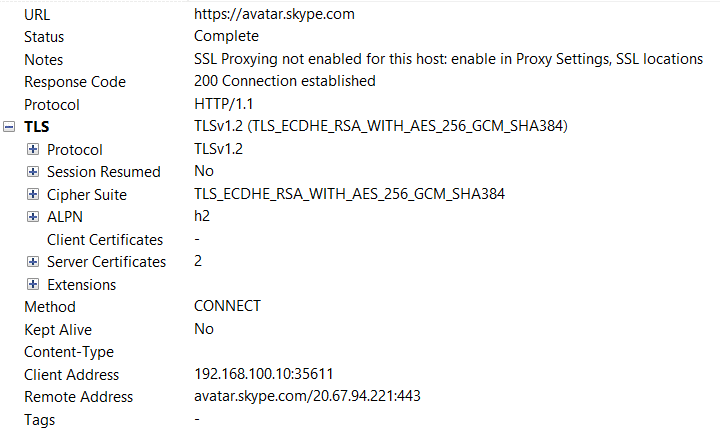 URL https://avatar.skype.com
Status Complete
Notes SSL Proxying not enabled for this host: enable in Proxy Settings, SSL locations
Response Code 200 Connection established
Protocol HTTP/1.1
TLS TLSv1.2 (TLS_ECDHE_RSA_WITH_AES_256_GCM_SHA384)
Protocol TLSv1.2
Session Resumed No
Cipher Suite TLS_ECDHE_RSA_WITH_AES_256_GCM_SHA384
ALPN h2
Client Certificates -
Server Certificates 2
Extensions
Method CONNECT
Kept Alive No
Content-Type
Client Address 192.168.100.10:35611
Remote Address avatar.skype.com/20.67.94.221:443
Tags -